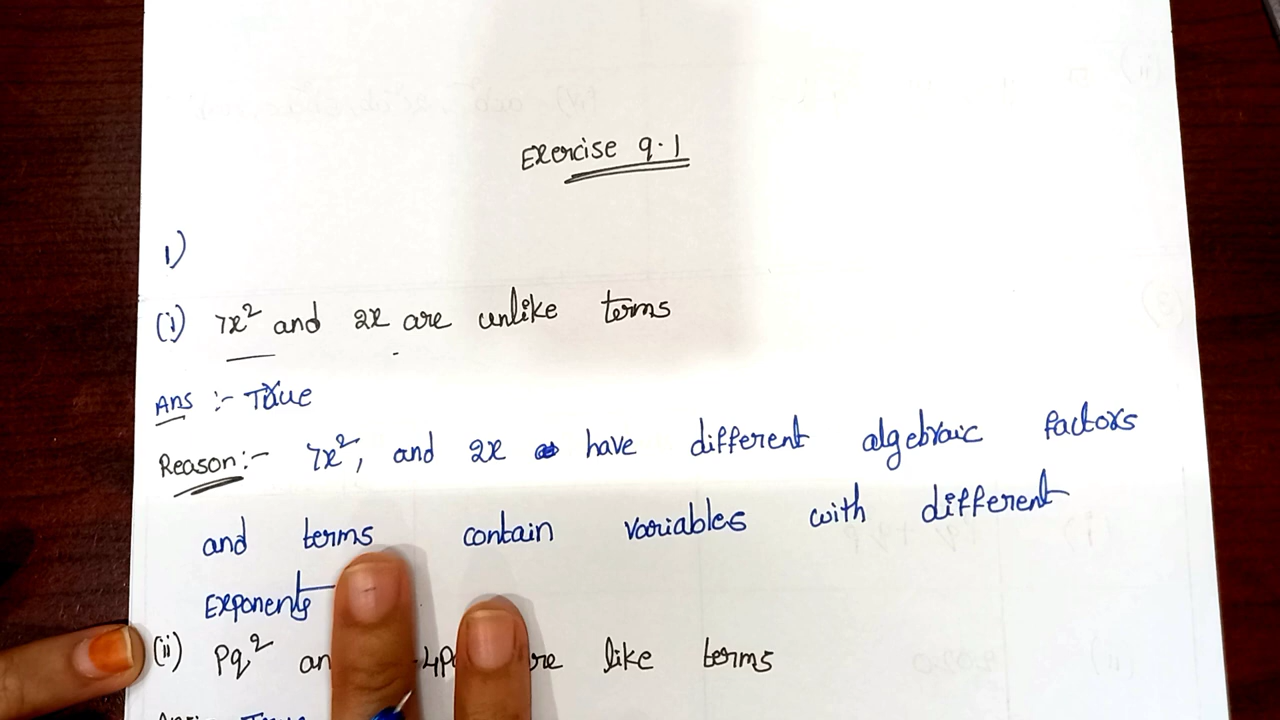 Exercise 9.1
1)
(i) 7x² and 2x are unlike terms
Ans :- True
Reason:- 7x², and 2x have different algebraic factors
and terms contain variables with different
Exponents
(ii) Pq² are like terms